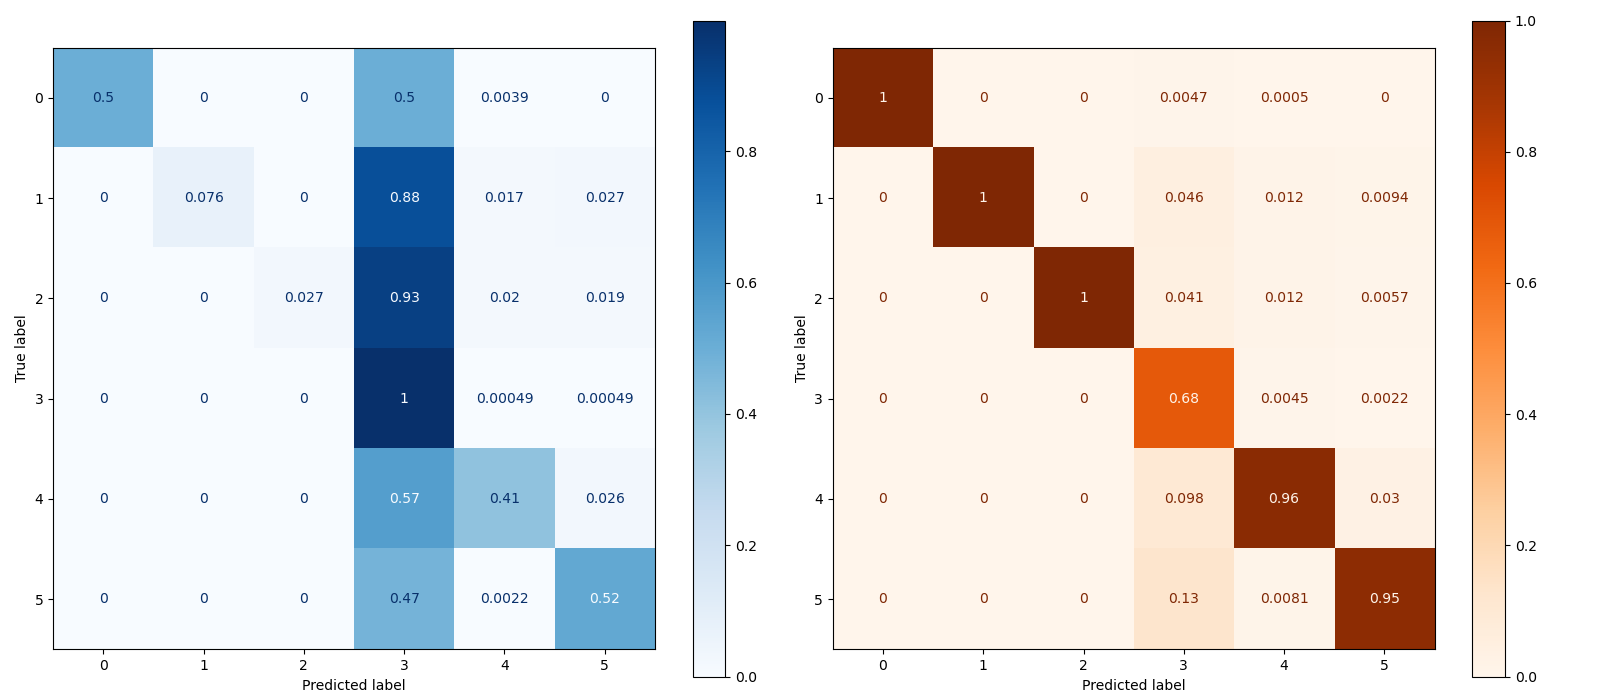 0 0.5 0 0 0.5 0.0039 0
1 0 0.076 0 0.88 0.017 0.027
2 0 0 0.027 0.93 0.02 0.019
3 0 0 0 1 0.00049 0.00049
4 0 0 0 0.57 0.41 0.026
5 0 0 0 0.47 0.0022 0.52
0 1 2 3 4 5
True label
Predicted label
0.8
0.6
0.4
0.2
0.0
0 1 0 0 0.0047 0.0005 0
1 0 1 0 0.046 0.012 0.0094
2 0 0 1 0.041 0.012 0.0057
3 0 0 0 0.68 0.0045 0.0022
4 0 0 0 0.098 0.96 0.03
5 0 0 0 0.13 0.0081 0.95
0 1 2 3 4 5
True label
Predicted label
1.0
0.8
0.6
0.4
0.2
0.0